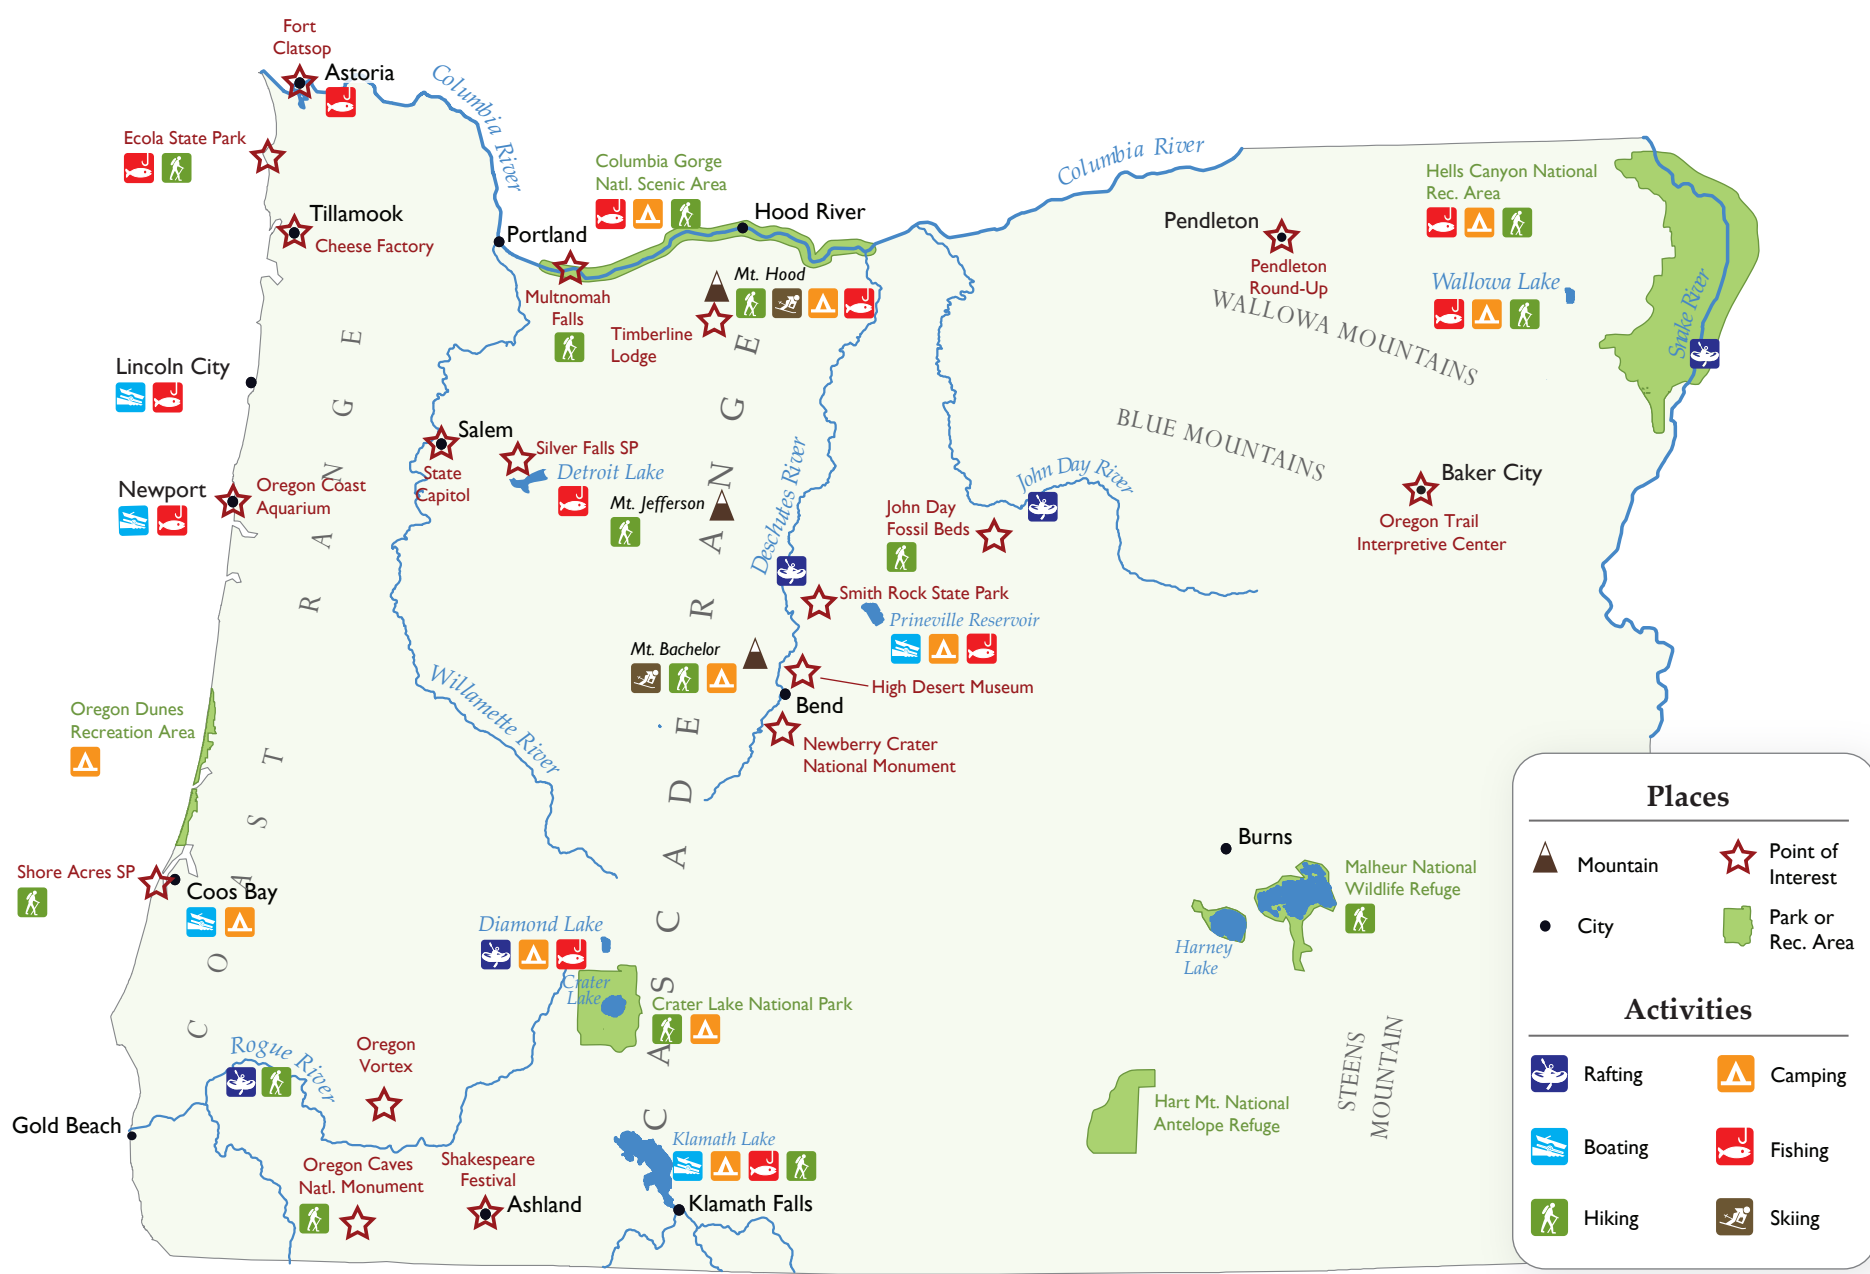 Fort
Clatsop
Astoria
Columbia River
Ecola State Park
Columbia Gorge
Natl. Scenic Area
Columbia River
Hells Canyon National
Rec. Area
Tillamook
Cheese Factory
Portland
Hood River
Pendleton
Pendleton
Round-Up
Wallowa Lake
Mt. Hood
Multnomah
Falls
Timberline
Lodge
WALLOWA MOUNTAINS
Snake River
Lincoln City
Salem
State
Capitol
Silver Falls SP
Detroit Lake
BLUE MOUNTAINS
John Day River
Baker City
Oregon Trail
Interpretive Center
Newport
Oregon Coast
Aquarium
Mt. Jefferson
Deschutes River
John Day
Fossil Beds
COAST RANGE
CASCADE RANGE
Smith Rock State Park
Prineville Reservoir
Mt. Bachelor
High Desert Museum
Bend
Newberry Crater
National Monument
Willamette River
Oregon Dunes
Recreation Area
Burns
Malheur National
Wildlife Refuge
Harney
Lake
Shore Acres SP
Coos Bay
Diamond Lake
Crater
Lake
Crater Lake National Park
STEENS
MOUNTAIN
Rogue River
Oregon
Vortex
Hart Mt. National
Antelope Refuge
Gold Beach
Oregon Caves
Natl. Monument
Shakespeare
Festival
Ashland
Klamath Lake
Klamath Falls
Places
Mountain
Point of
Interest
City
Park or
Rec. Area
Activities
Rafting
Camping
Boating
Fishing
Hiking
Skiing